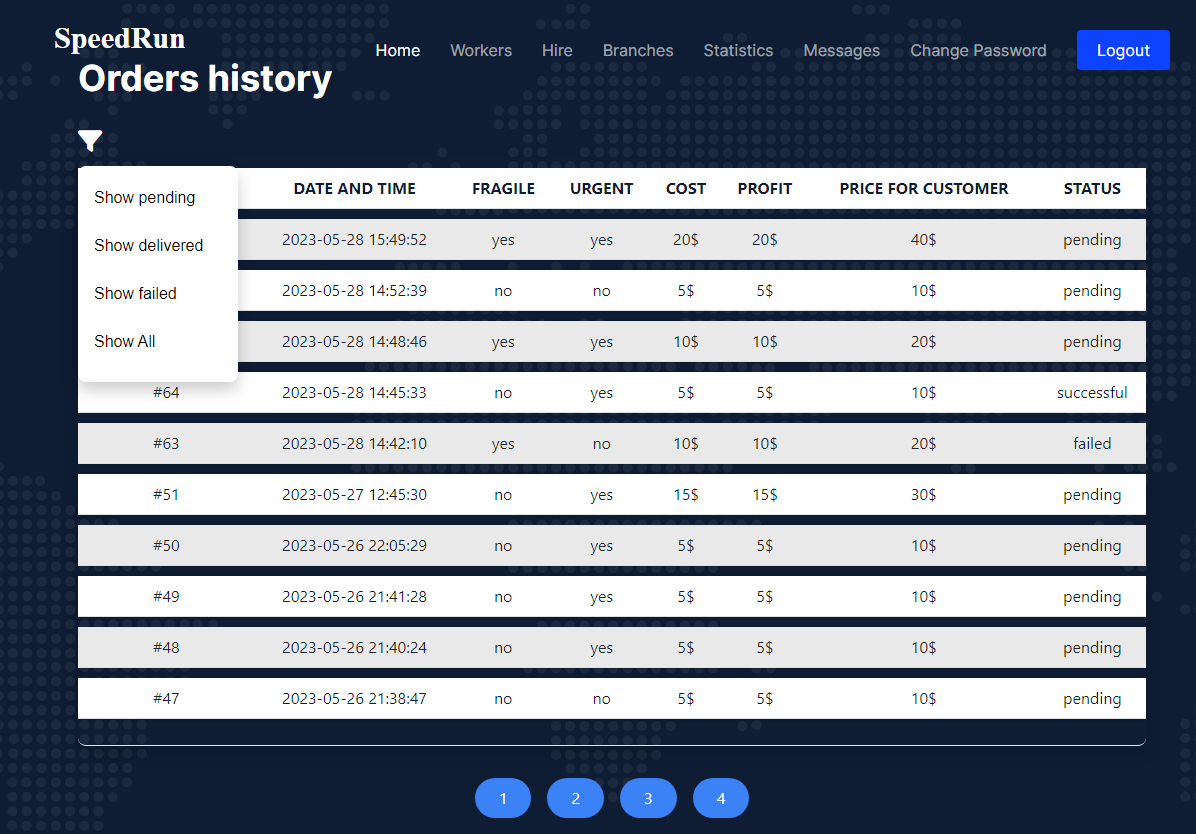 SpeedRun
Home Workers Hire Branches Statistics Messages Change Password Logout
Orders history
Show pending
Show delivered
Show failed
Show All
DATE AND TIME FRAGILE URGENT COST PROFIT PRICE FOR CUSTOMER STATUS
2023-05-28 15:49:52 yes yes 20$ 20$ 40$ pending
2023-05-28 14:52:39 no no 5$ 5$ 10$ pending
2023-05-28 14:48:46 yes yes 10$ 10$ 20$ pending
#64 2023-05-28 14:45:33 no yes 5$ 5$ 10$ successful
#63 2023-05-28 14:42:10 yes no 10$ 10$ 20$ failed
#51 2023-05-27 12:45:30 no yes 15$ 15$ 30$ pending
#50 2023-05-26 22:05:29 no yes 5$ 5$ 10$ pending
#49 2023-05-26 21:41:28 no yes 5$ 5$ 10$ pending
#48 2023-05-26 21:40:24 no yes 5$ 5$ 10$ pending
#47 2023-05-26 21:38:47 no no 5$ 5$ 10$ pending
1 2 3 4